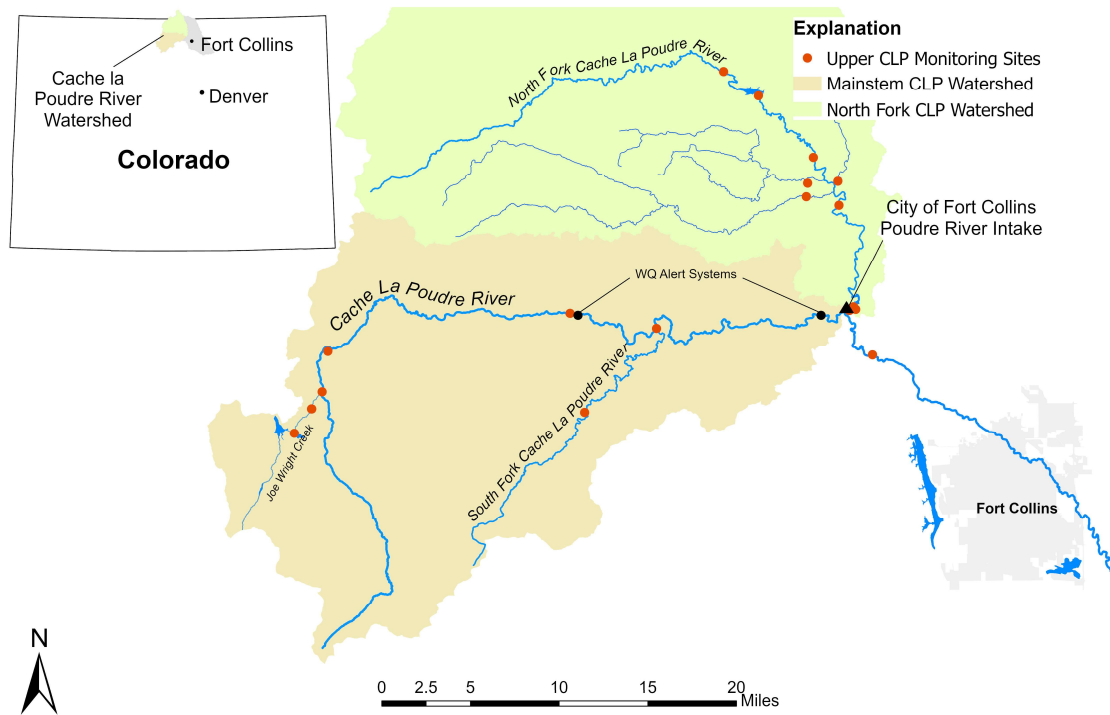 Fort Collins
Cache la
Poudre River
Watershed
Denver
Colorado
Explanation
Upper CLP Monitoring Sites
Mainstem CLP Watershed
North Fork CLP Watershed
North Fork Cache La Poudre River
City of Fort Collins
Poudre River Intake
WQ Alert Systems
Cache La Poudre River
South Fork Cache La Poudre River
Joe Wright Creek
Fort Collins
N
0 2.5 5 10 15 20
Miles